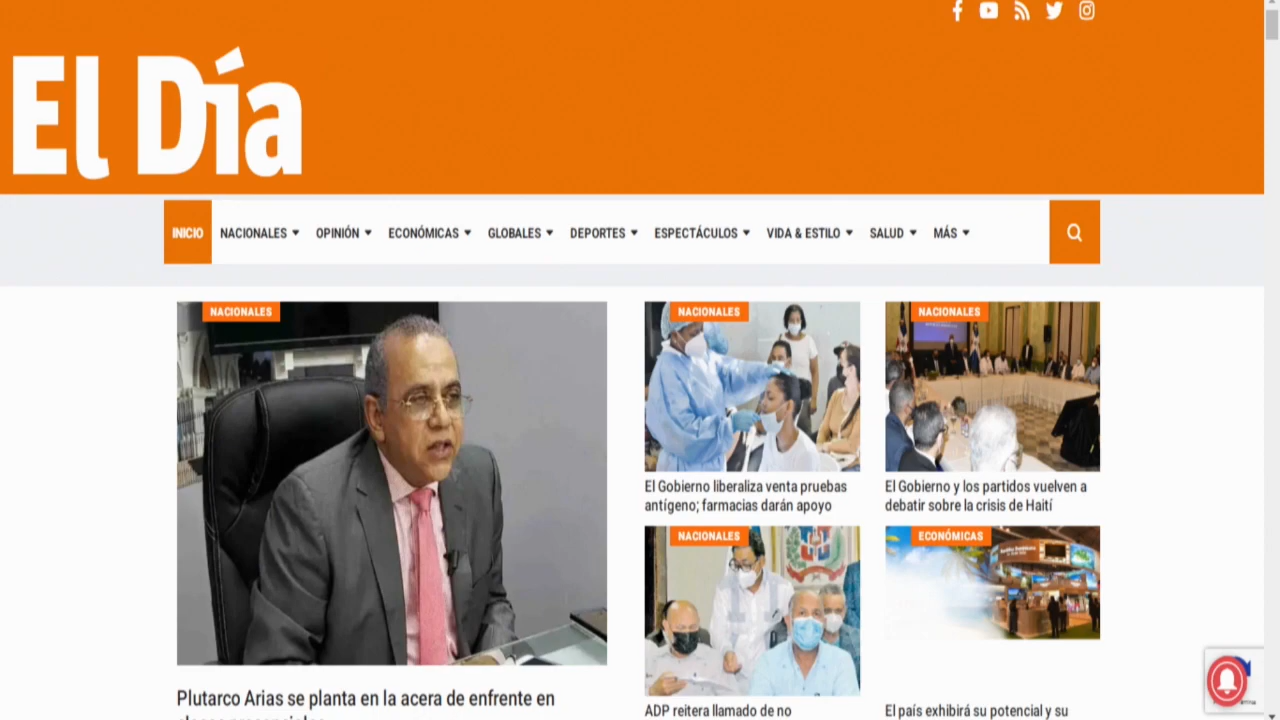 El Día
INICIO
NACIONALES
OPINIÓN
ECONÓMICAS
GLOBALES
DEPORTES
ESPECTÁCULOS
VIDA & ESTILO
SALUD
MÁS
NACIONALES
Plutarco Arias se planta en la acera de enfrente en
NACIONALES
El Gobierno liberaliza venta pruebas
antígeno; farmacias darán apoyo
NACIONALES
El Gobierno y los partidos vuelven a
debatir sobre la crisis de Haití
NACIONALES
ADP reitera llamado de no
ECONÓMICAS
El país exhibirá su potencial y su